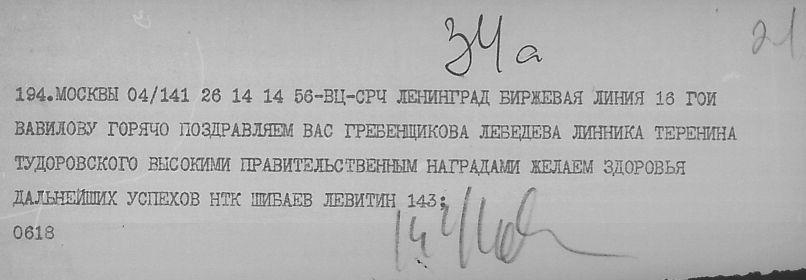 34а
21
194.МОСКВЫ 04/141 26 14 14 56-ВЦ-СРЧ ЛЕНИНГРАД БИРЖЕВАЯ ЛИНИЯ 16 ГОИ
ВАВИЛОВУ ГОРЯЧО ПОЗДРАВЛЯЕМ ВАС ГРЕБЕНЩИКОВА ЛЕБЕДЕВА ЛИННИКА ТЕРЕНИНА
ТУДОРОВСКОГО ВЫСОКИМИ ПРАВИТЕЛЬСТВЕННЫМ НАГРАДАМИ ЖЕЛАЕМ ЗДОРОВЬЯ
ДАЛЬНЕЙШИХ УСПЕХОВ НТК ШИБАЕВ ЛЕВИТИН 143;
0618